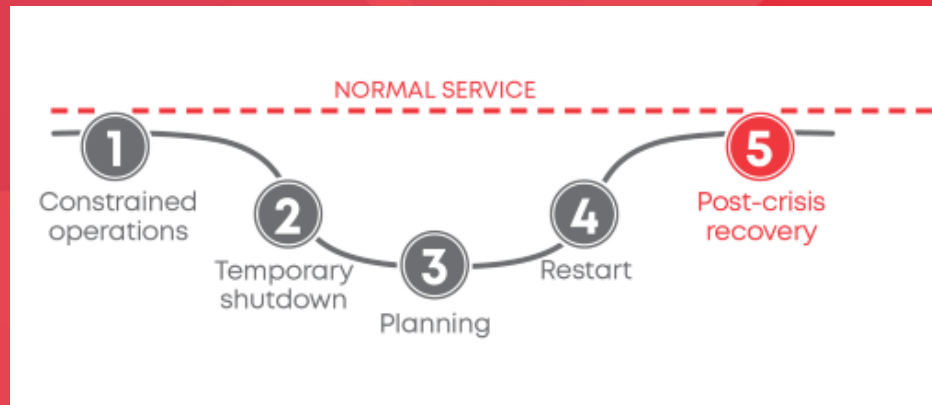 NORMAL SERVICE
1
Constrained
operations
2
Temporary
shutdown
3
Planning
4
Restart
5
Post-crisis
recovery